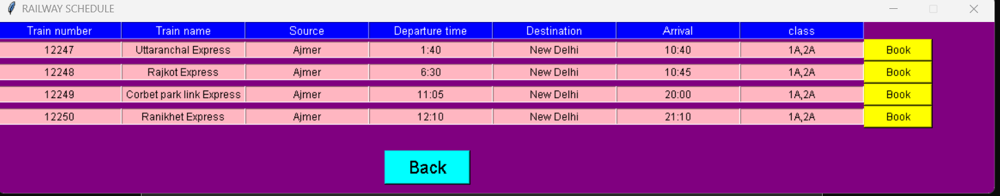 RAILWAY SCHEDULE
Train number Train name Source Departure time Destination Arrival class
12247 Uttaranchal Express Ajmer 1:40 New Delhi 10:40 1A,2A Book
12248 Rajkot Express Ajmer 6:30 New Delhi 10:45 1A,2A Book
12249 Corbet park link Express Ajmer 11:05 New Delhi 20:00 1A,2A Book
12250 Ranikhet Express Ajmer 12:10 New Delhi 21:10 1A,2A Book
Back